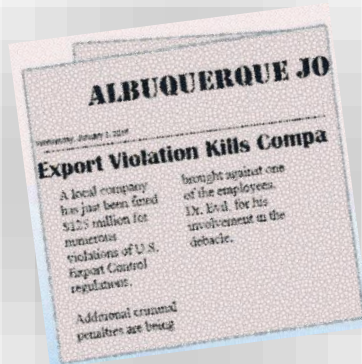 ALBUQUERQUE JO
Wednesday, January
Export Violation Kills Compa
A local company
has just been fined
$125 million for
numerous
violations of U.S.
Export Control
regulations.
Additional criminal
penalties are being
brought against one
of the employees,
Dr. Evil, for his
involvement in the
debacle.